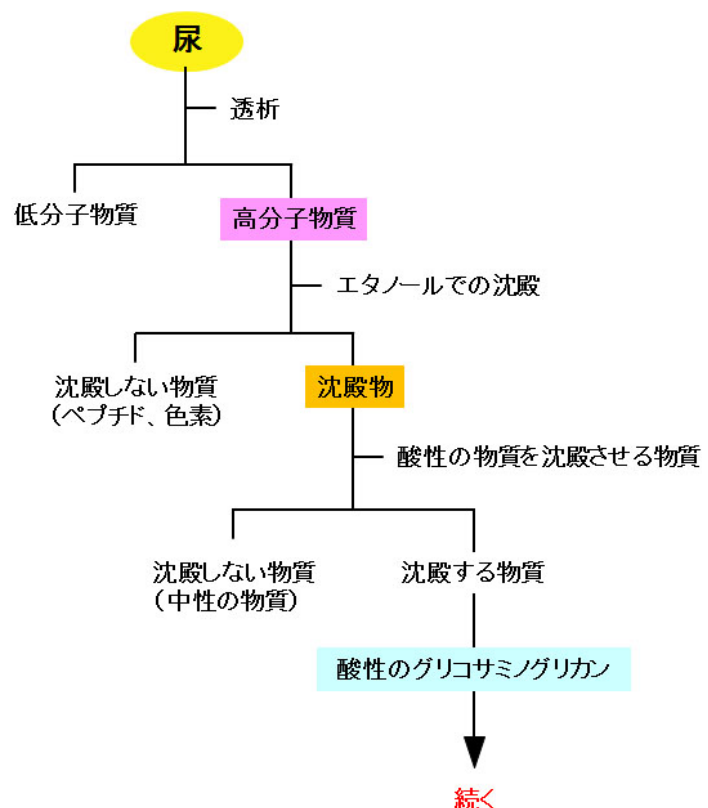 尿
透析
低分子物質
高分子物質
エタノールでの沈殿
沈殿しない物質
(ペプチド、色素)
沈殿物
酸性の物質を沈殿させる物質
沈殿しない物質
(中性の物質)
沈殿する物質
酸性のグリコサミノグリカン
続く